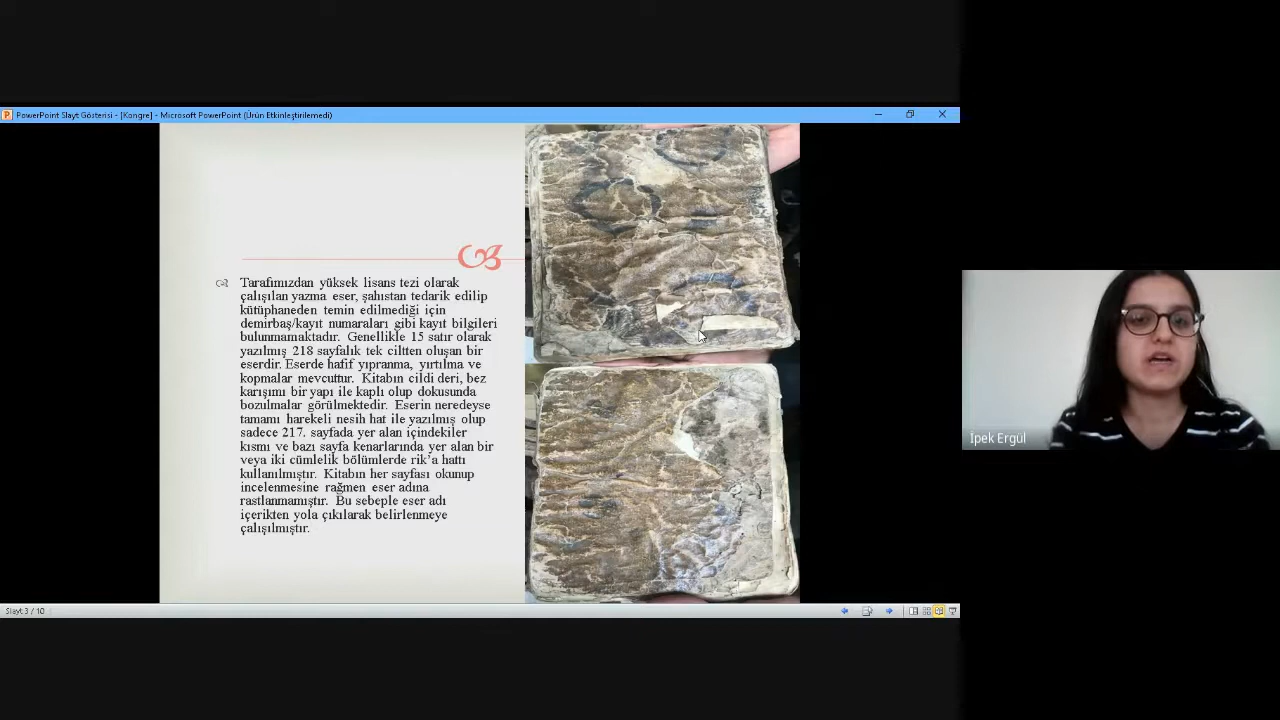 PowerPoint Slayt Gösterisi - [Kongre] - Microsoft PowerPoint (Ürün Etkinleştirilemedi)
Tarafımızdan yüksek lisans tezi olarak
çalışılan yazma eser, şahıstan tedarik edilip
kütüphaneden temin edilmediği için
demirbaş/kayıt numaraları gibi kayıt bilgileri
bulunmamaktadır. Genellikle 15 satır olarak
yazılmış 218 sayfalık tek ciltten oluşan bir
eserdir. Eserde hafif yıpranma, yırtılma ve
kopmalar mevcuttur. Kitabın cildi deri, bez
karışımı bir yapı ile kaplı olup dokusunda
bozulmalar görülmektedir. Eserin neredeyse
tamamı harekeli nesih hat ile yazılmış olup
sadece 217. sayfada yer alan içindekiler
kısmı ve bazı sayfa kenarlarında yer alan bir
veya iki cümlelik bölümlerde rik'a hattı
kullanılmıştır. Kitabın her sayfası okunup
incelenmesine rağmen eser adına
rastlanmamıştır. Bu sebeple eser adı
içerikten yola çıkılarak belirlenmeye
çalışılmıştır.
İpek Ergül
Slayt 3 / 10